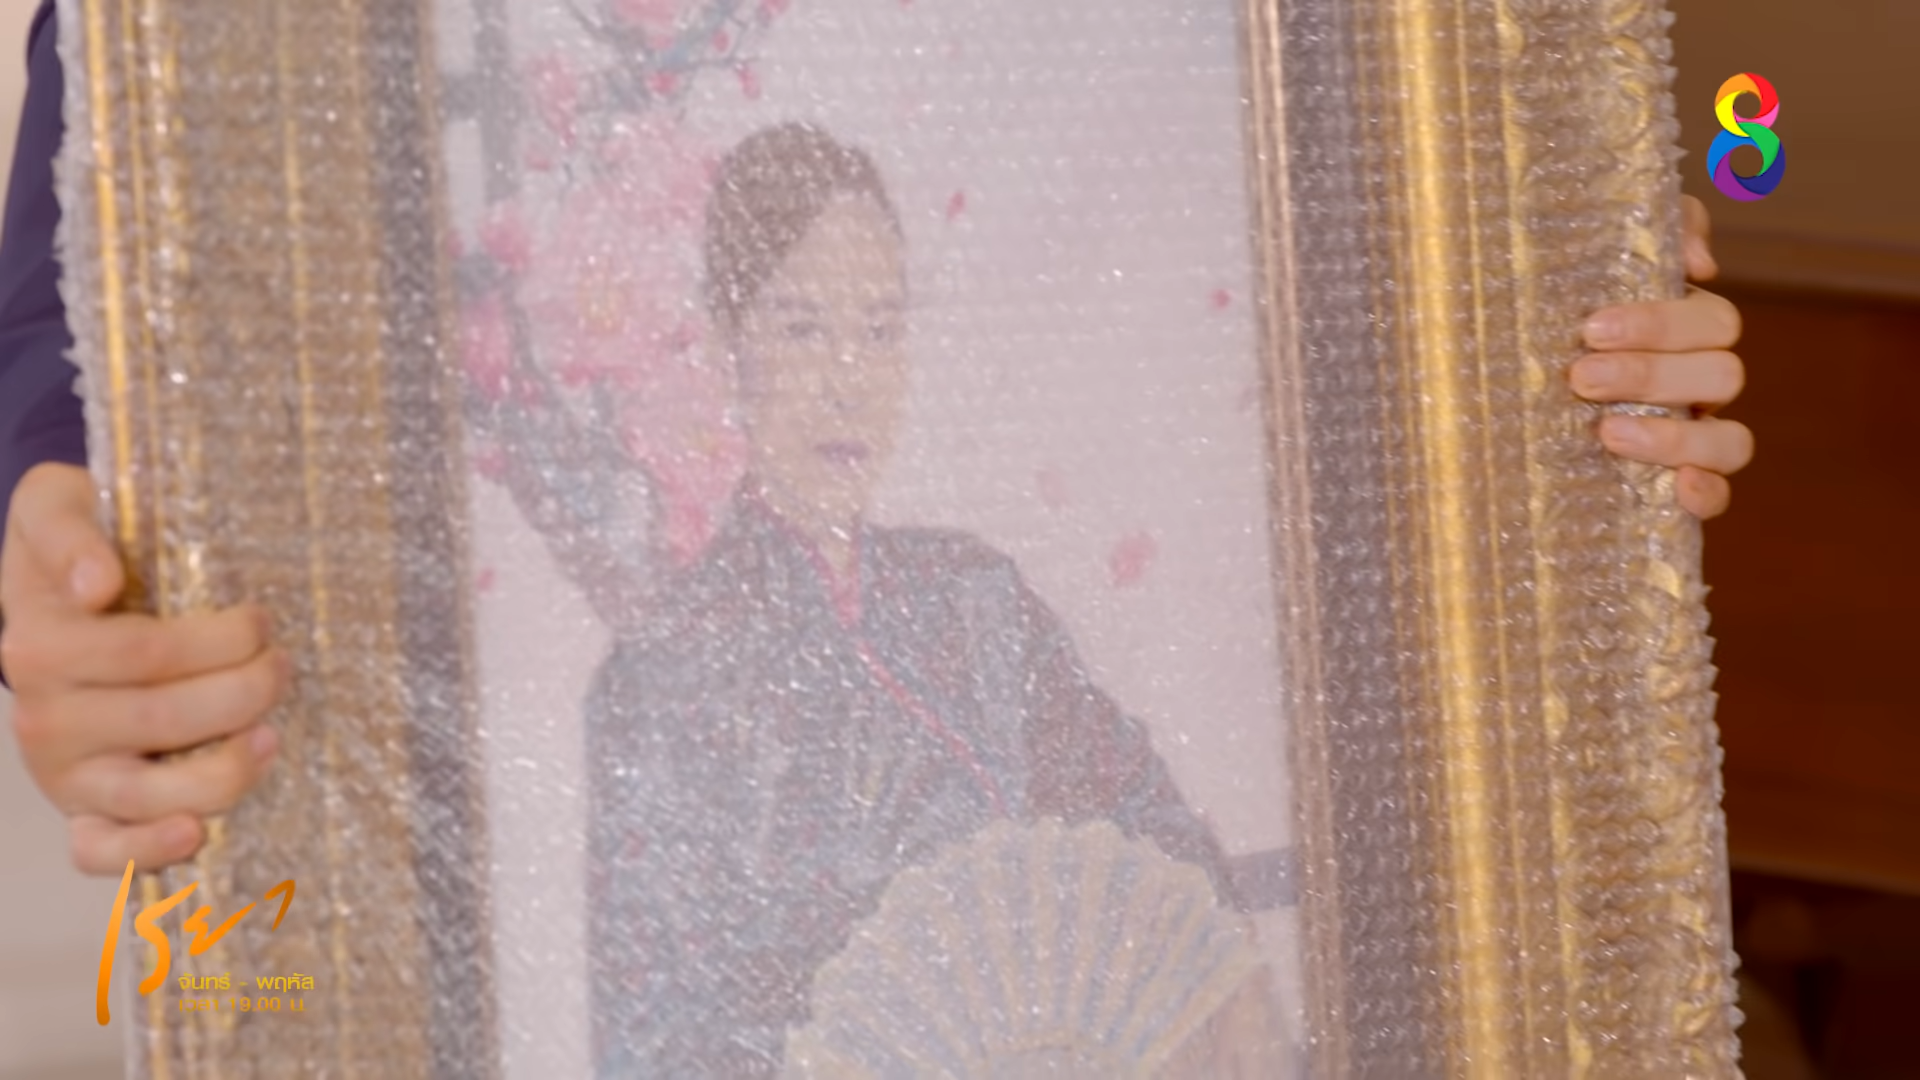 8
เริยา
จันทร์ - พฤหัส
เวลา 19.00 น.